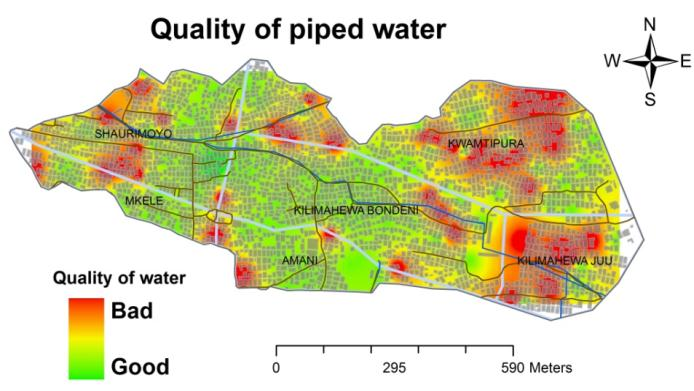 Quality of piped water
N
W E
S
SHAURIMOYO
KWAMTIPURA
MKELE
KILIMAHEWA BONDENI
AMANI
KILIMAHEWA JUU
Quality of water
Bad
Good
0 295 590 Meters